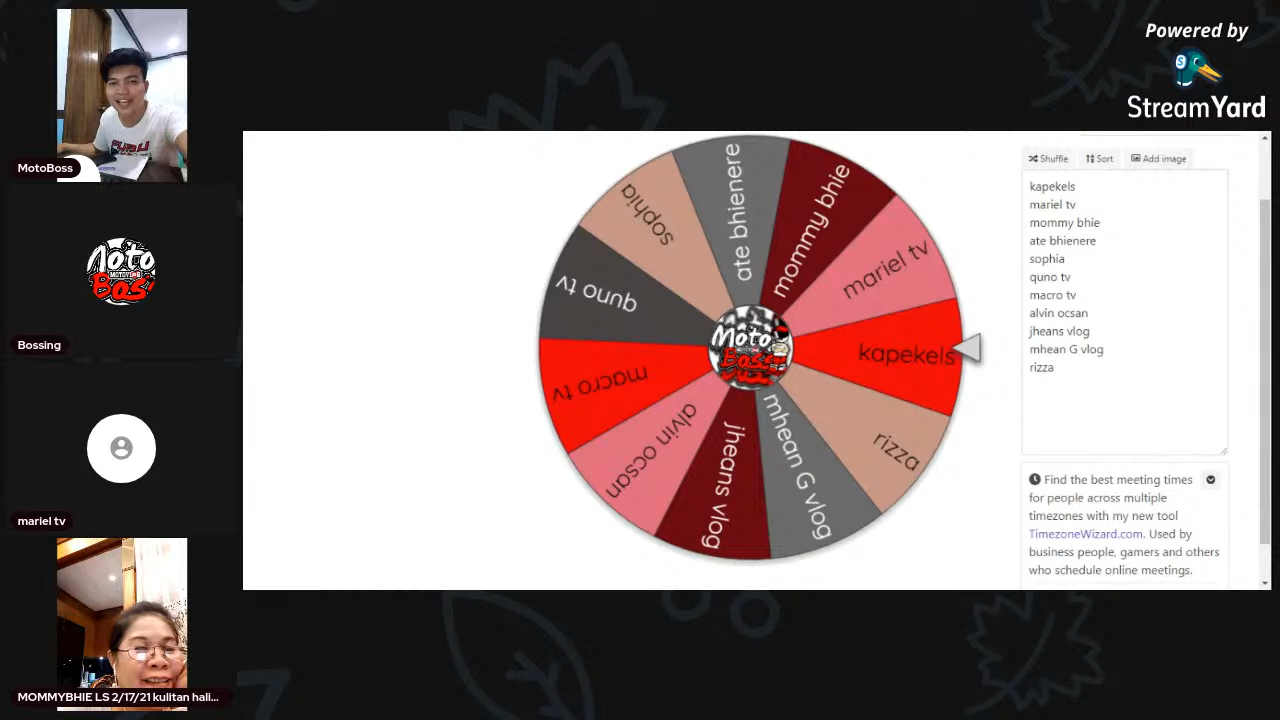 Powered by
StreamYard
MotoBoss
Bossing
mariel tv
MOMMYBHIE LS 2/17/21 kulitan hali...
ate bhienere
mommy bhie
mariel tv
kapekels
rizza
mhean G vlog
jheans vlog
alvin ocsan
macro tv
quno tv
sophia
Moto
Boss
Shuffle
Sort
Add image
kapekels
mariel tv
mommy bhie
ate bhienere
sophia
quno tv
macro tv
alvin ocsan
jheans vlog
mhean G vlog
rizza
Find the best meeting times
for people across multiple
timezones with my new tool
TimezoneWizard.com. Used by
business people, gamers and others
who schedule online meetings.